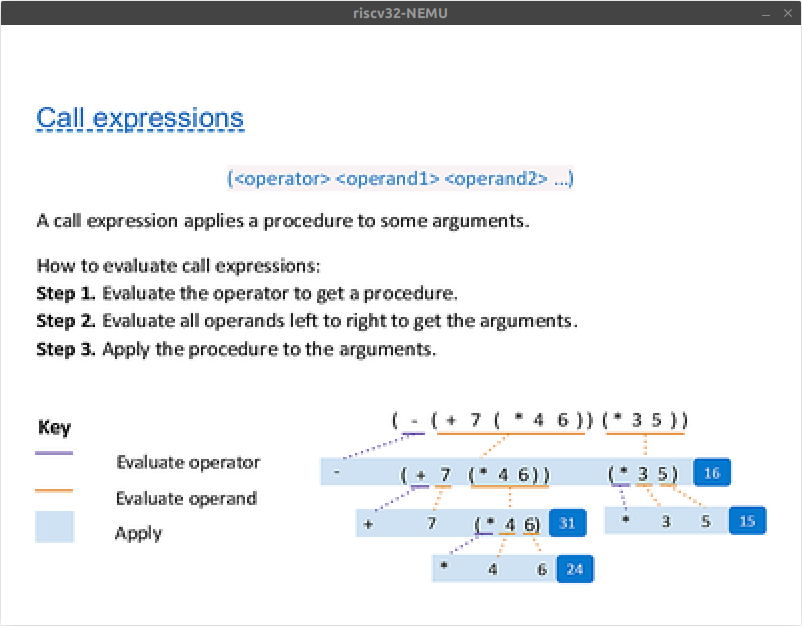 riscv32-NEMU
Call expressions
(<operator> <operand1> <operand2> ...)
A call expression applies a procedure to some arguments.
How to evaluate call expressions:
Step 1. Evaluate the operator to get a procedure.
Step 2. Evaluate all operands left to right to get the arguments.
Step 3. Apply the procedure to the arguments.
Key
Evaluate operator
Evaluate operand
Apply
( - ( + 7 ( * 4 6 )) (* 3 5 ))
- ( + 7 (* 4 6)) (* 3 5) 16
+ 7 (* 4 6) 31
* 3 5 15
* 4 6 24